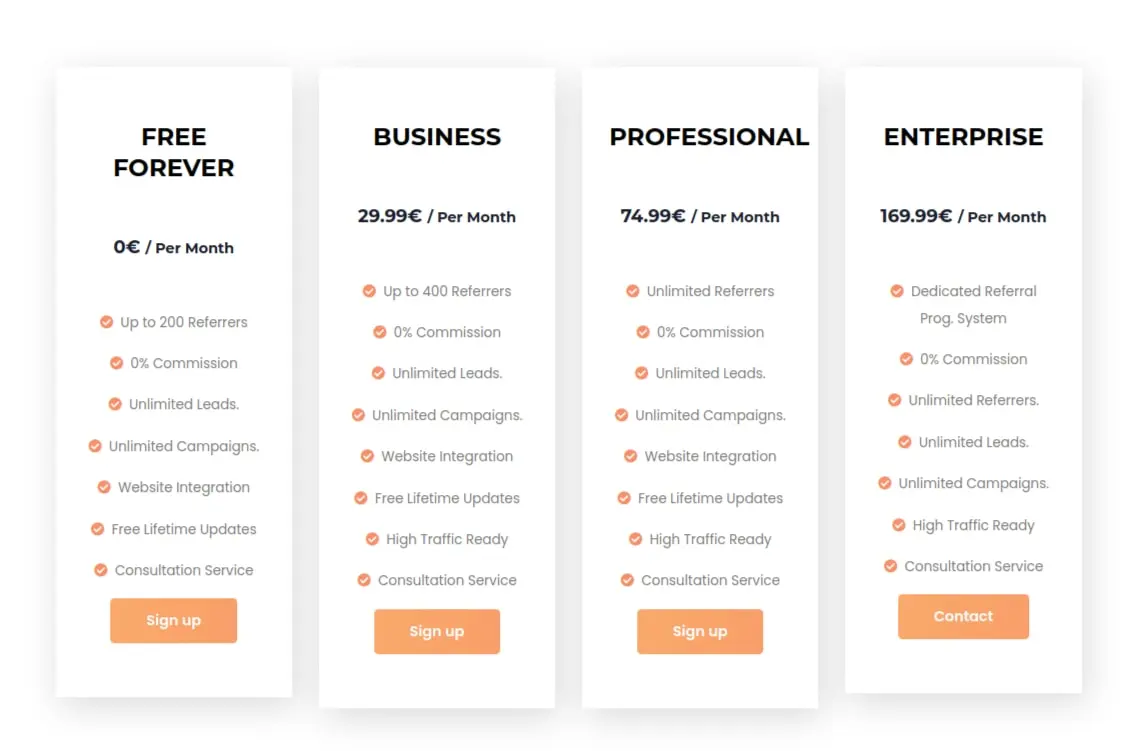 FREE
FOREVER
0€ / Per Month
Up to 200 Referrers
0% Commission
Unlimited Leads.
Unlimited Campaigns.
Website Integration
Free Lifetime Updates
Consultation Service
Sign up
BUSINESS
29.99€ / Per Month
Up to 400 Referrers
0% Commission
Unlimited Leads.
Unlimited Campaigns.
Website Integration
Free Lifetime Updates
High Traffic Ready
Consultation Service
Sign up
PROFESSIONAL
74.99€ / Per Month
Unlimited Referrers
0% Commission
Unlimited Leads.
Unlimited Campaigns.
Website Integration
Free Lifetime Updates
High Traffic Ready
Consultation Service
Sign up
ENTERPRISE
169.99€ / Per Month
Dedicated Referral
Prog. System
0% Commission
Unlimited Referrers.
Unlimited Leads.
Unlimited Campaigns.
High Traffic Ready
Consultation Service
Contact